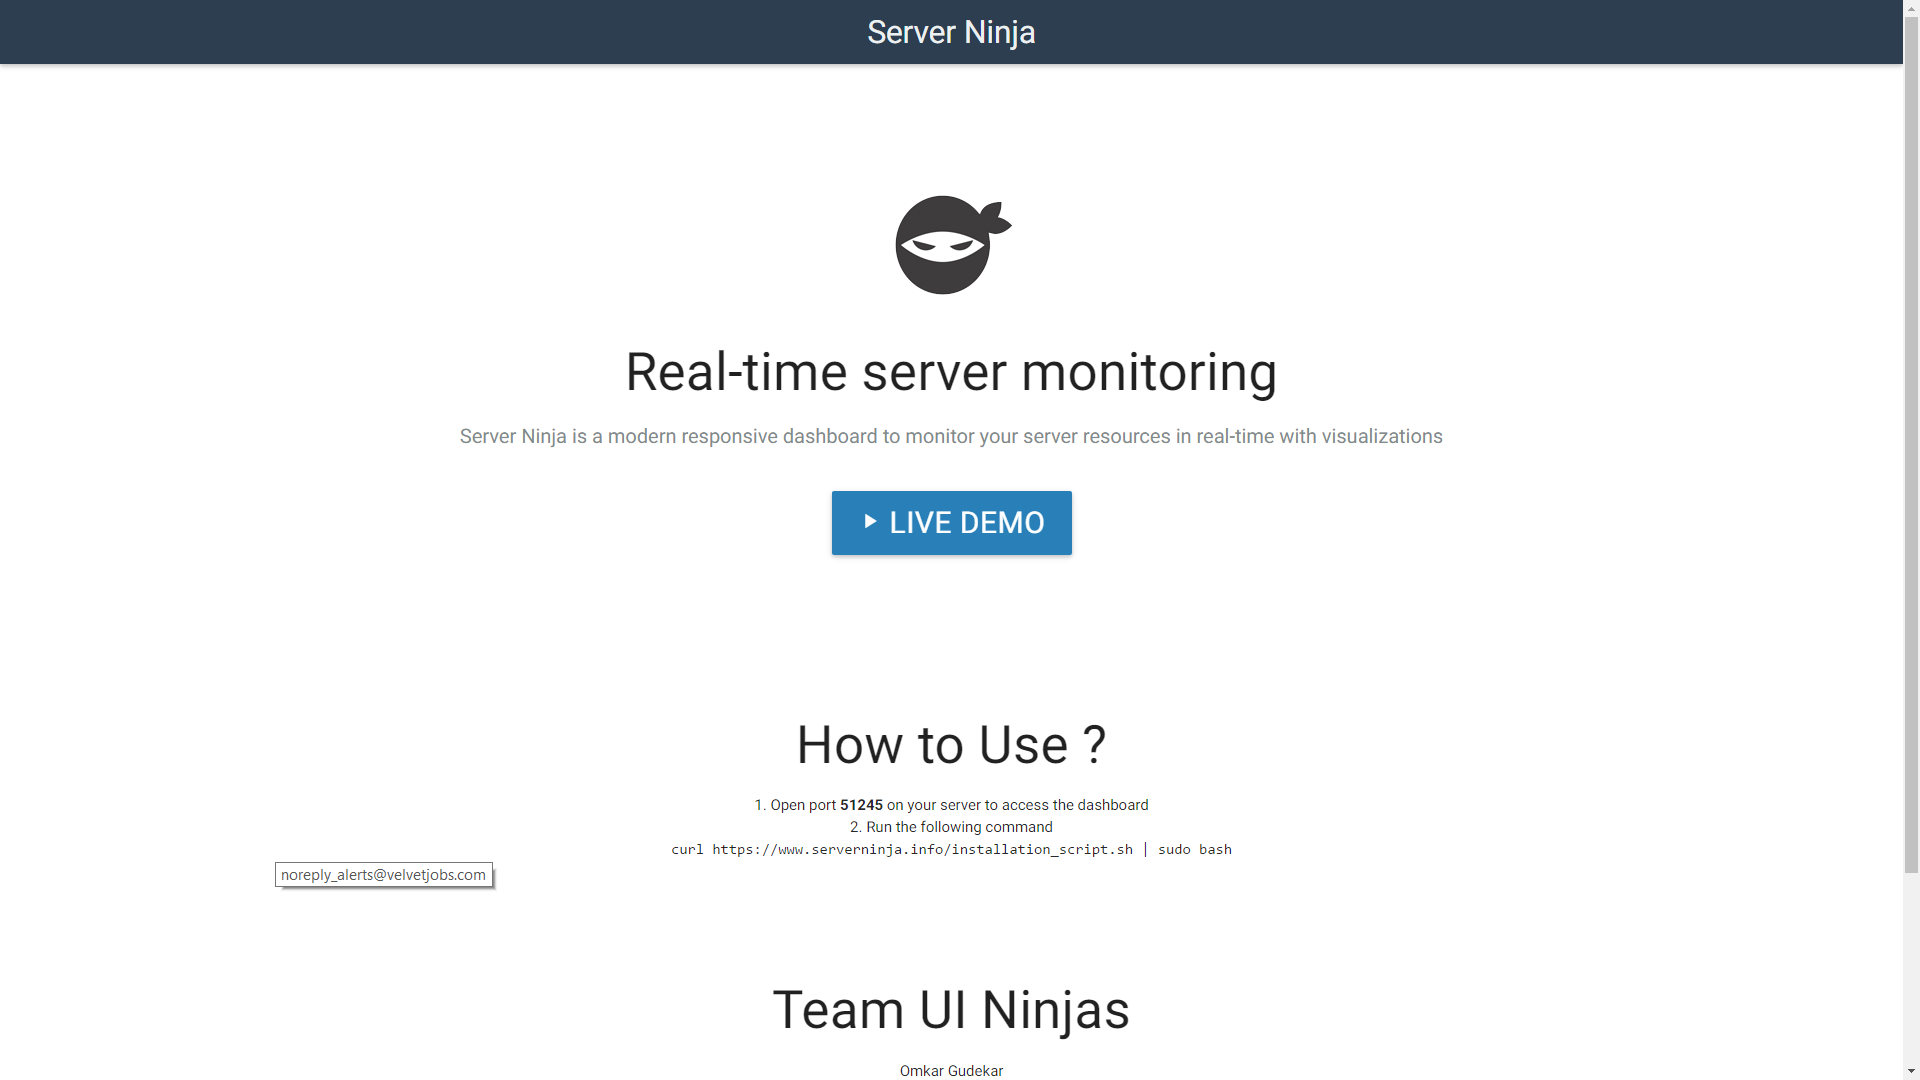 Server Ninja
Real-time server monitoring
Server Ninja is a modern responsive dashboard to monitor your server resources in real-time with visualizations
LIVE DEMO
How to Use ?
1. Open port 51245 on your server to access the dashboard
2. Run the following command
curl https://www.serverninja.info/installation_script.sh | sudo bash
noreply_alerts@velvetjobs.com
Team UI Ninjas
Omkar Gudekar